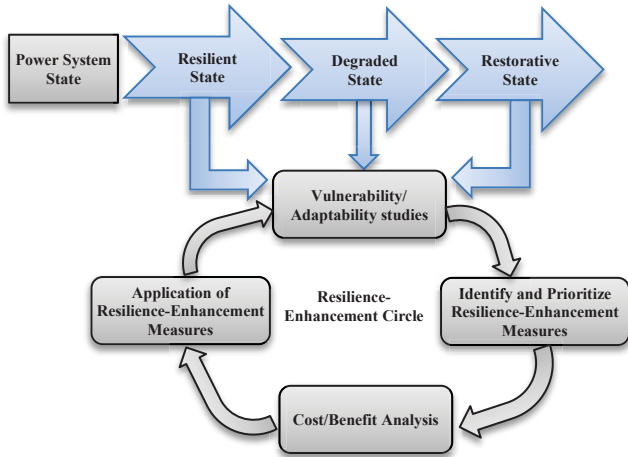 Power System
State
Resilient
State
Degraded
State
Restorative
State
Vulnerability/
Adaptability studies
Application of
Resilience-Enhancement
Measures
Resilience-
Enhancement Circle
Identify and Prioritize
Resilience-Enhancement
Measures
Cost/Benefit Analysis